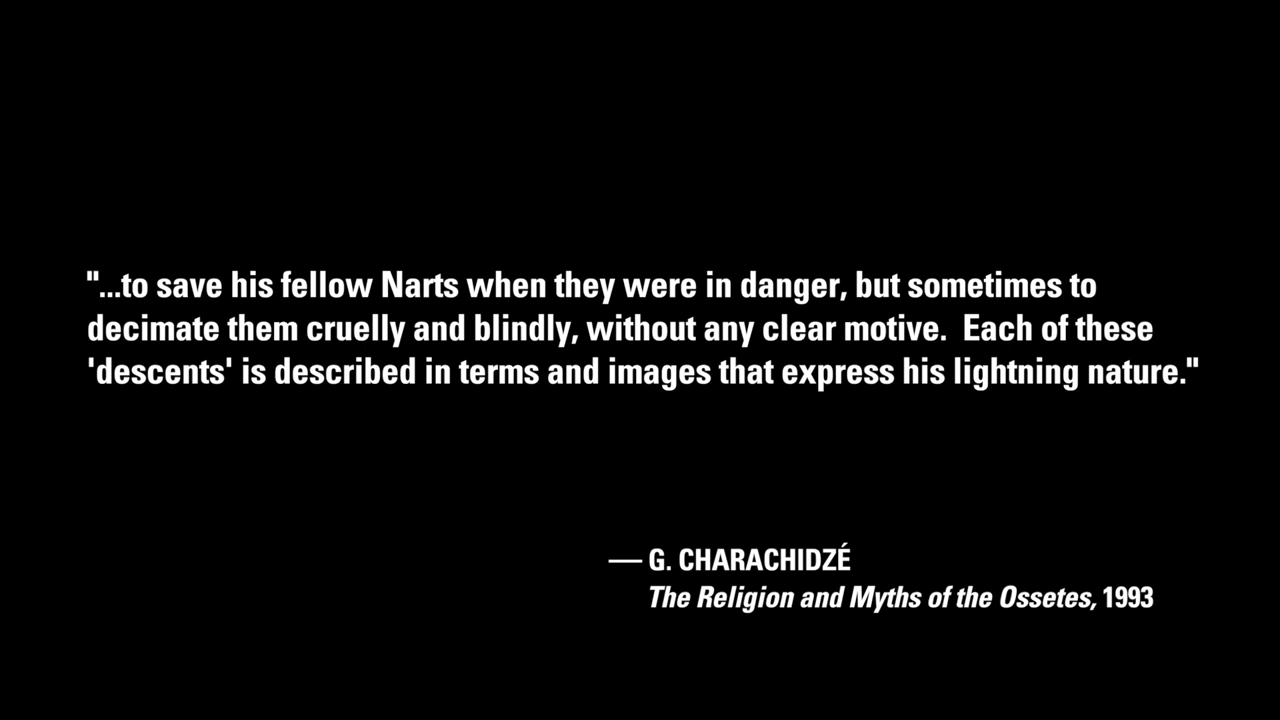 "...to save his fellow Narts when they were in danger, but sometimes to
decimate them cruelly and blindly, without any clear motive.  Each of these
'descents' is described in terms and images that express his lightning nature."
— G. CHARACHIDZÉ
The Religion and Myths of the Ossetes, 1993